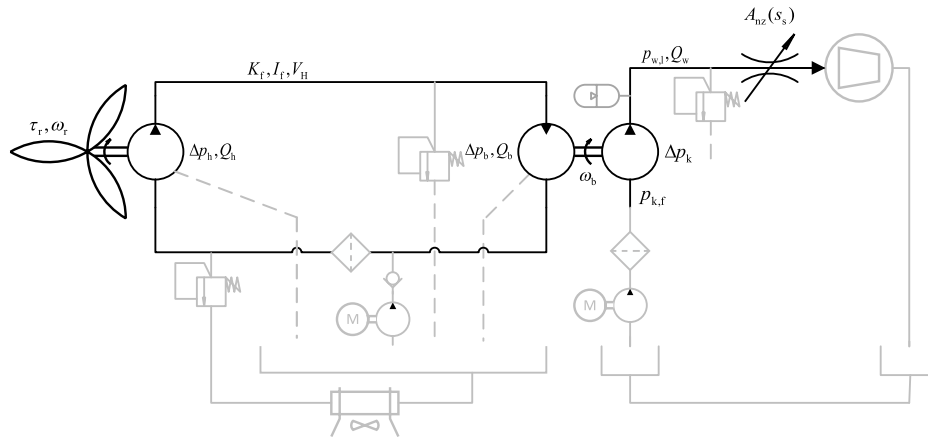 A_nz(s_s)
K_f, I_f, V_H
p_w,l, Q_w
τ_r, ω_r
Δp_h, Q_h
Δp_b, Q_b
ω_b
Δp_k
p_k,f
M
M